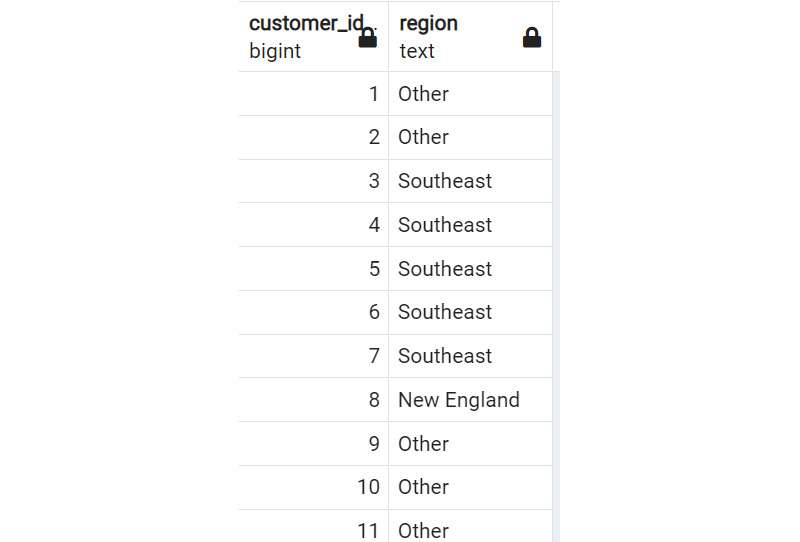 customer_id region
bigint text
1 Other
2 Other
3 Southeast
4 Southeast
5 Southeast
6 Southeast
7 Southeast
8 New England
9 Other
10 Other
11 Other